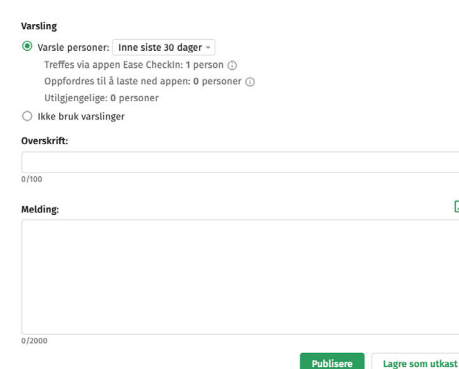 Varsling
Varsle personer: Inne siste 30 dager
Treffes via appen Ease CheckIn: 1 person
Oppfordres til å laste ned appen: 0 personer
Utilgjengelige: 0 personer
Ikke bruk varslinger
Overskrift:
0/100
Melding:
0/2000
Publisere Lagre som utkast